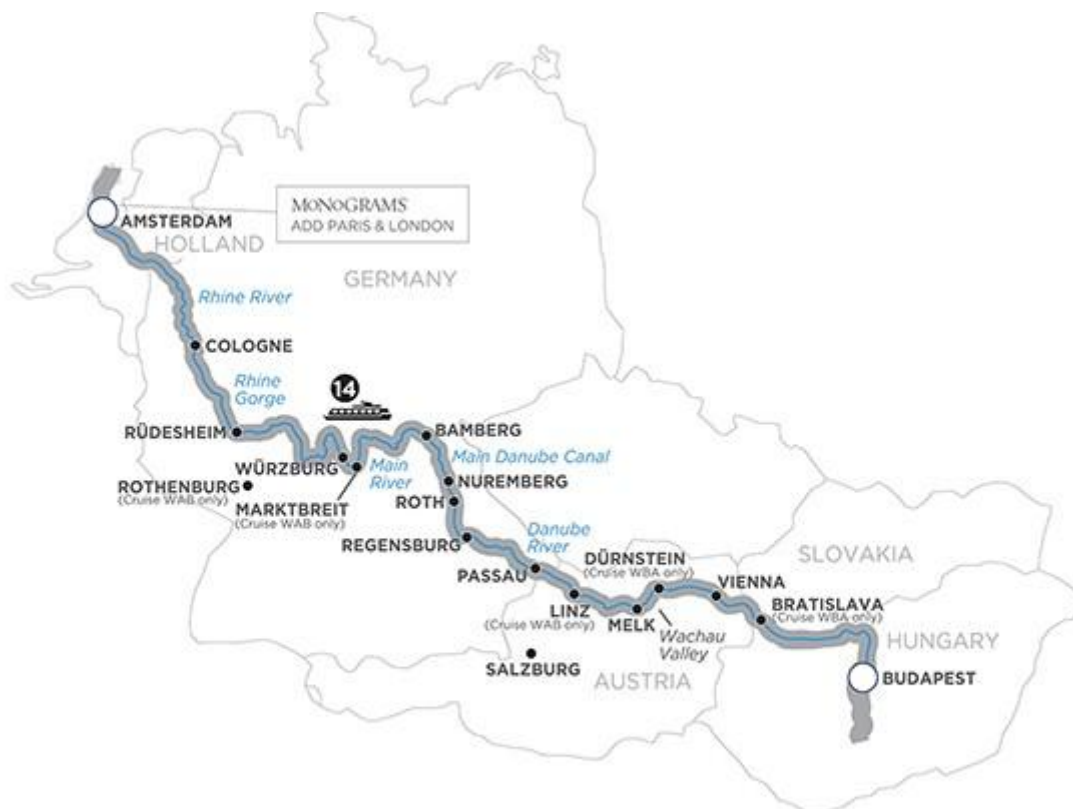 MONOGRAMS
ADD PARIS & LONDON
AMSTERDAM
HOLLAND
GERMANY
Rhine River
COLOGNE
Rhine
Gorge
14
RÜDESHEIM
BAMBERG
WÜRZBURG
Main
River
Main Danube Canal
NUREMBERG
ROTHENBURG
(Cruise WAB only)
MARKTBREIT
(Cruise WAB only)
ROTH
REGENSBURG
Danube
River
PASSAU
DÜRNSTEIN
(Cruise WBA only)
SLOVAKIA
VIENNA
LINZ
(Cruise WAB only)
MELK
BRATISLAVA
(Cruise WBA only)
Wachau
Valley
HUNGARY
SALZBURG
AUSTRIA
BUDAPEST